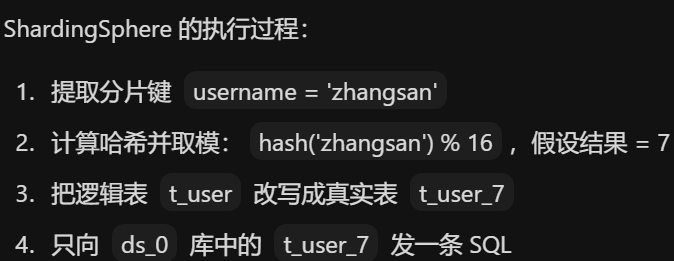 ShardingSphere 的执行过程：
1. 提取分片键 username = 'zhangsan'
2. 计算哈希并取模： hash('zhangsan') % 16 ，假设结果 = 7
3. 把逻辑表 t_user 改写成真实表 t_user_7
4. 只向 ds_0 库中的 t_user_7 发一条 SQL